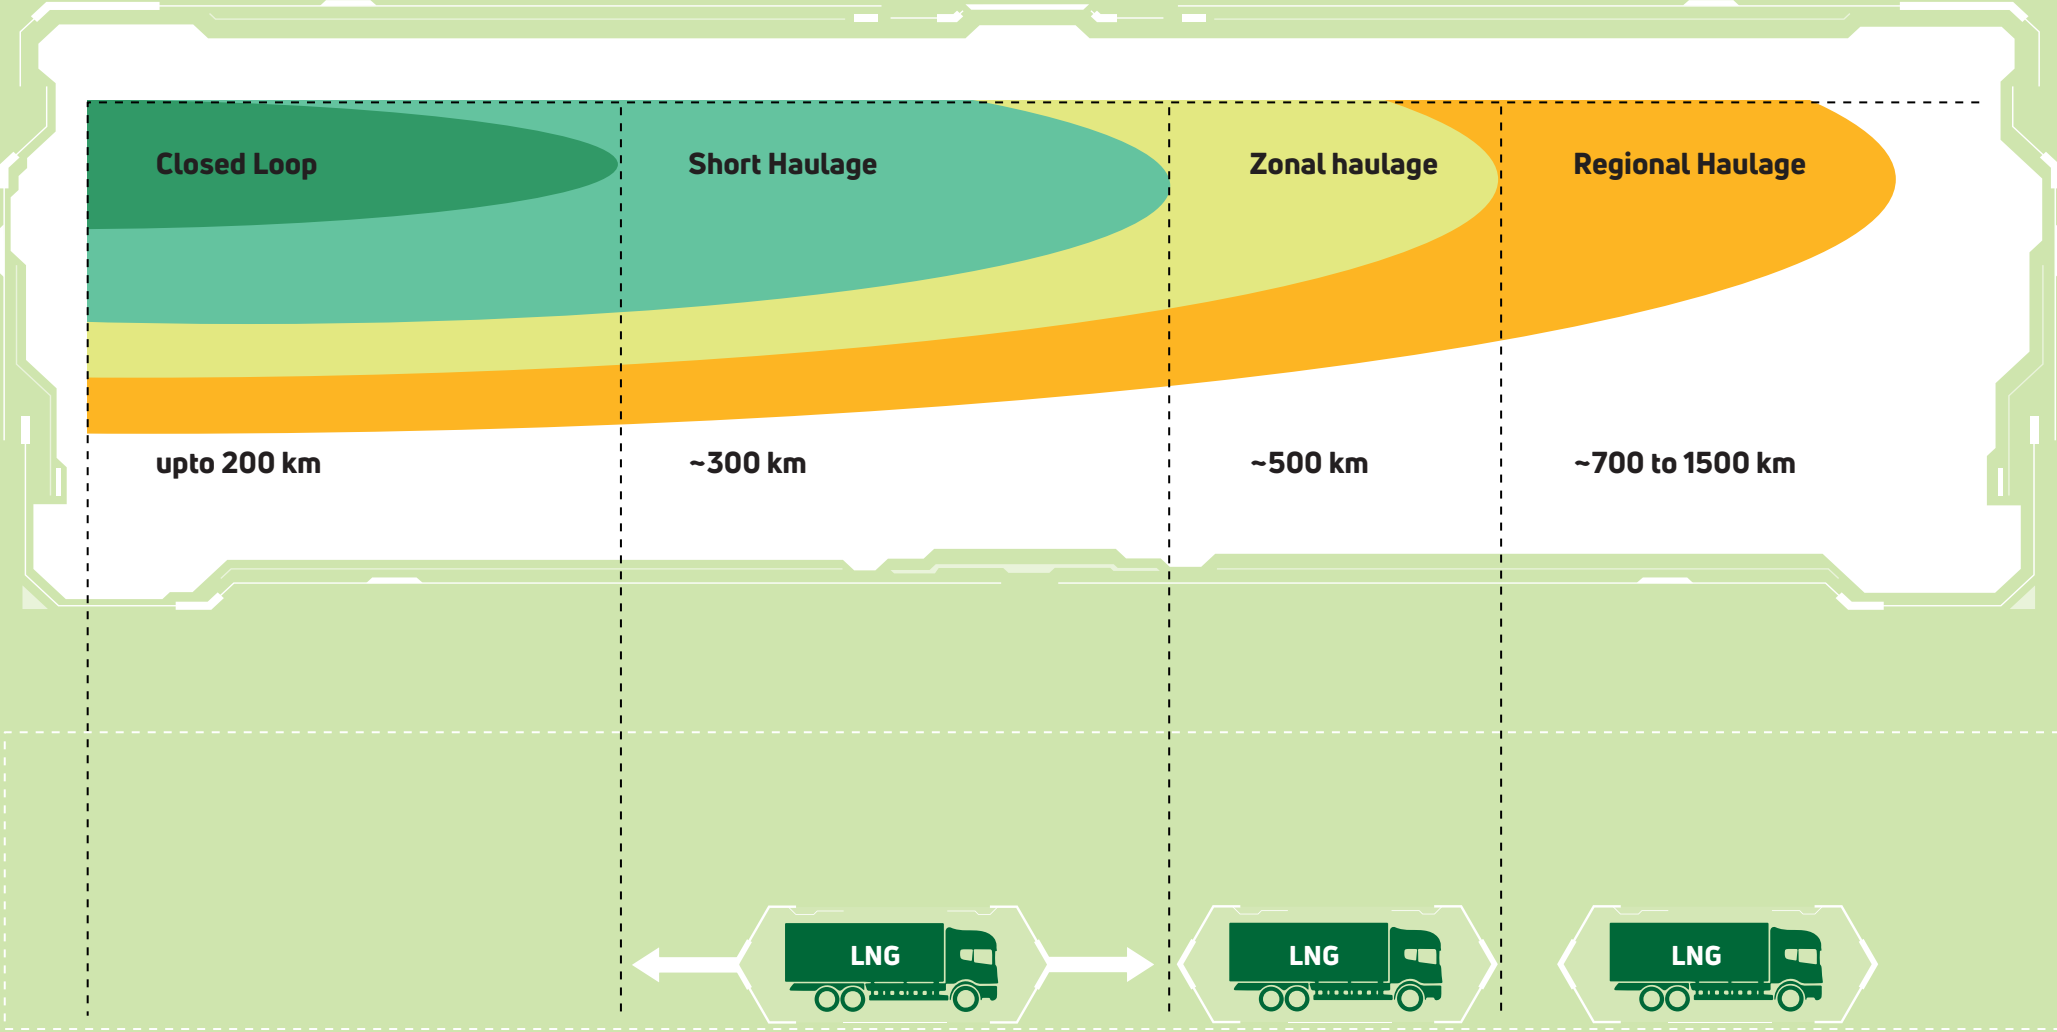 Closed Loop
Short Haulage
Zonal haulage
Regional Haulage
upto 200 km
~300 km
~500 km
~700 to 1500 km
LNG
LNG
LNG